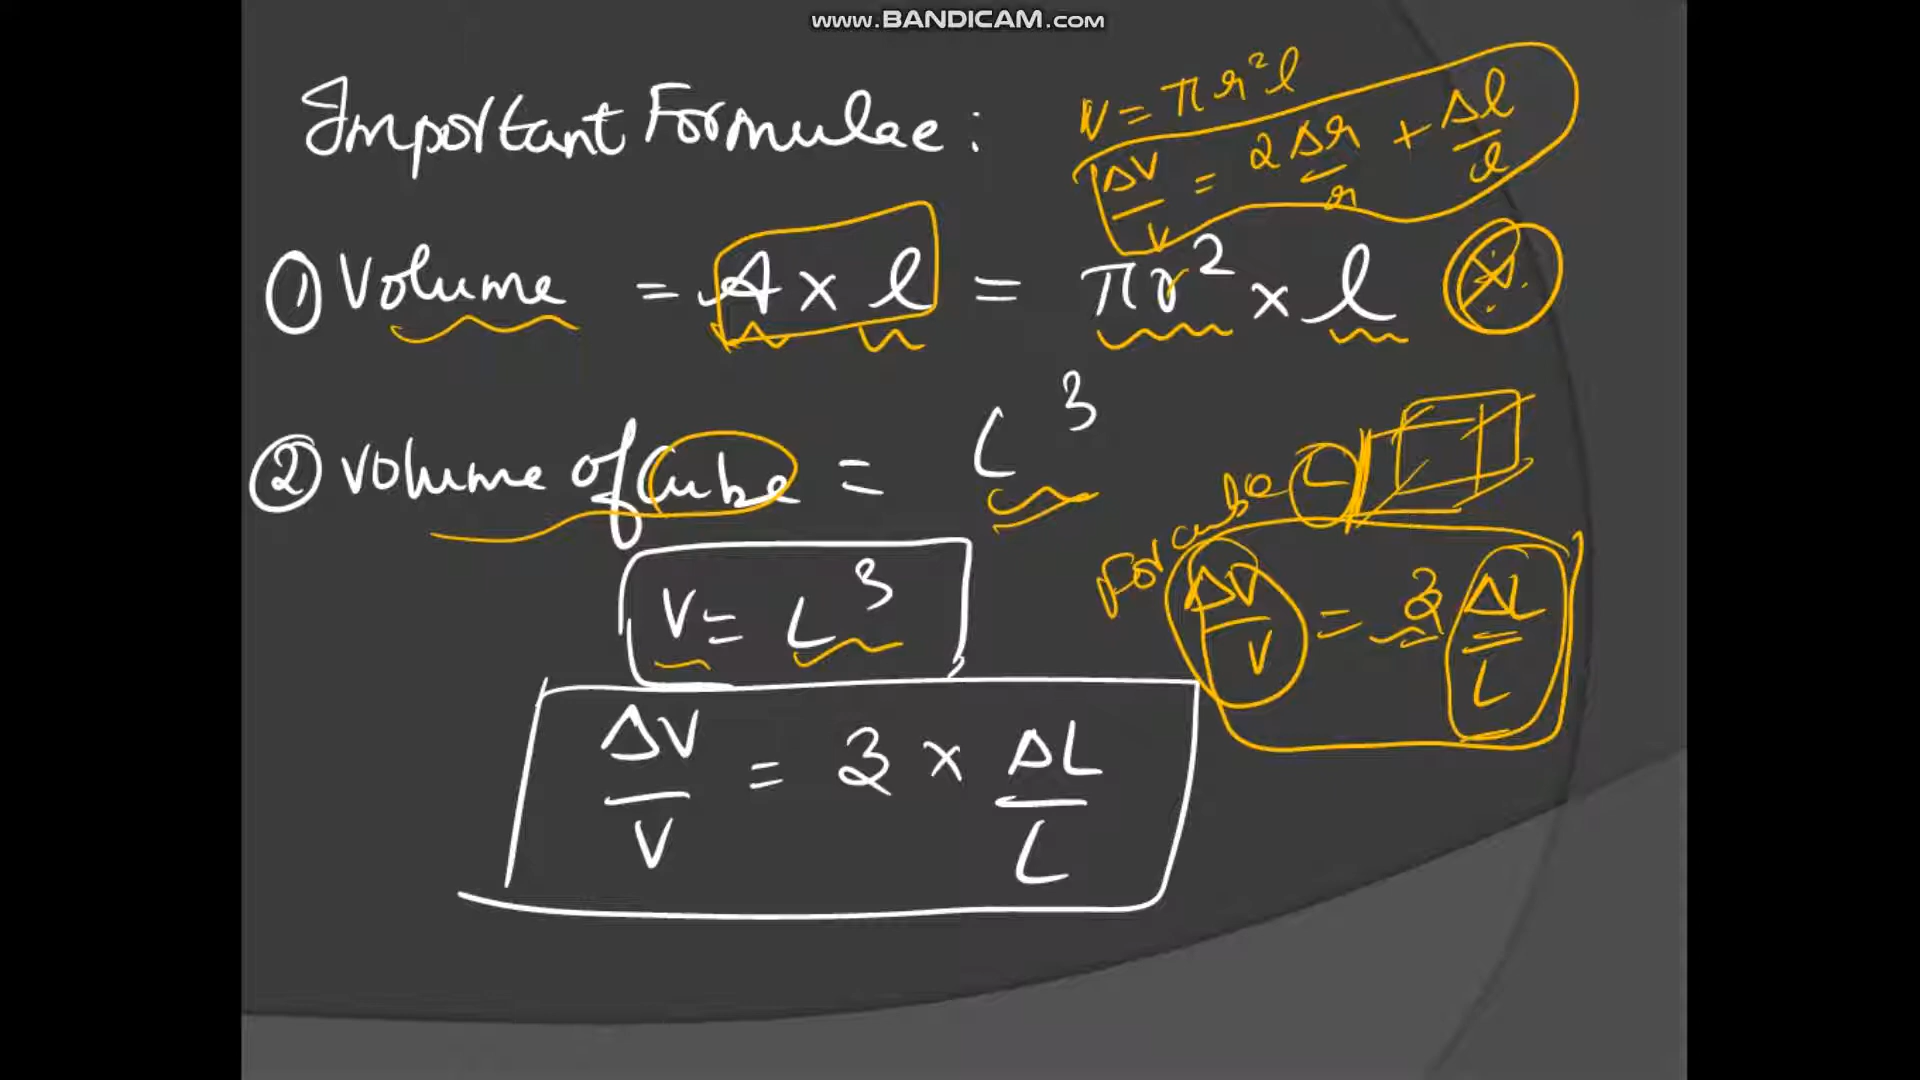 www.BANDICAM.com
Important Formulae:
V = πr²l
ΔV/V = 2Δr/r + Δl/l
① Volume = A × l = πr² × l
② Volume of Cube = L³
For cube L
V = L³
ΔV/V = 3 ΔL/L
ΔV/V = 3 × ΔL/L